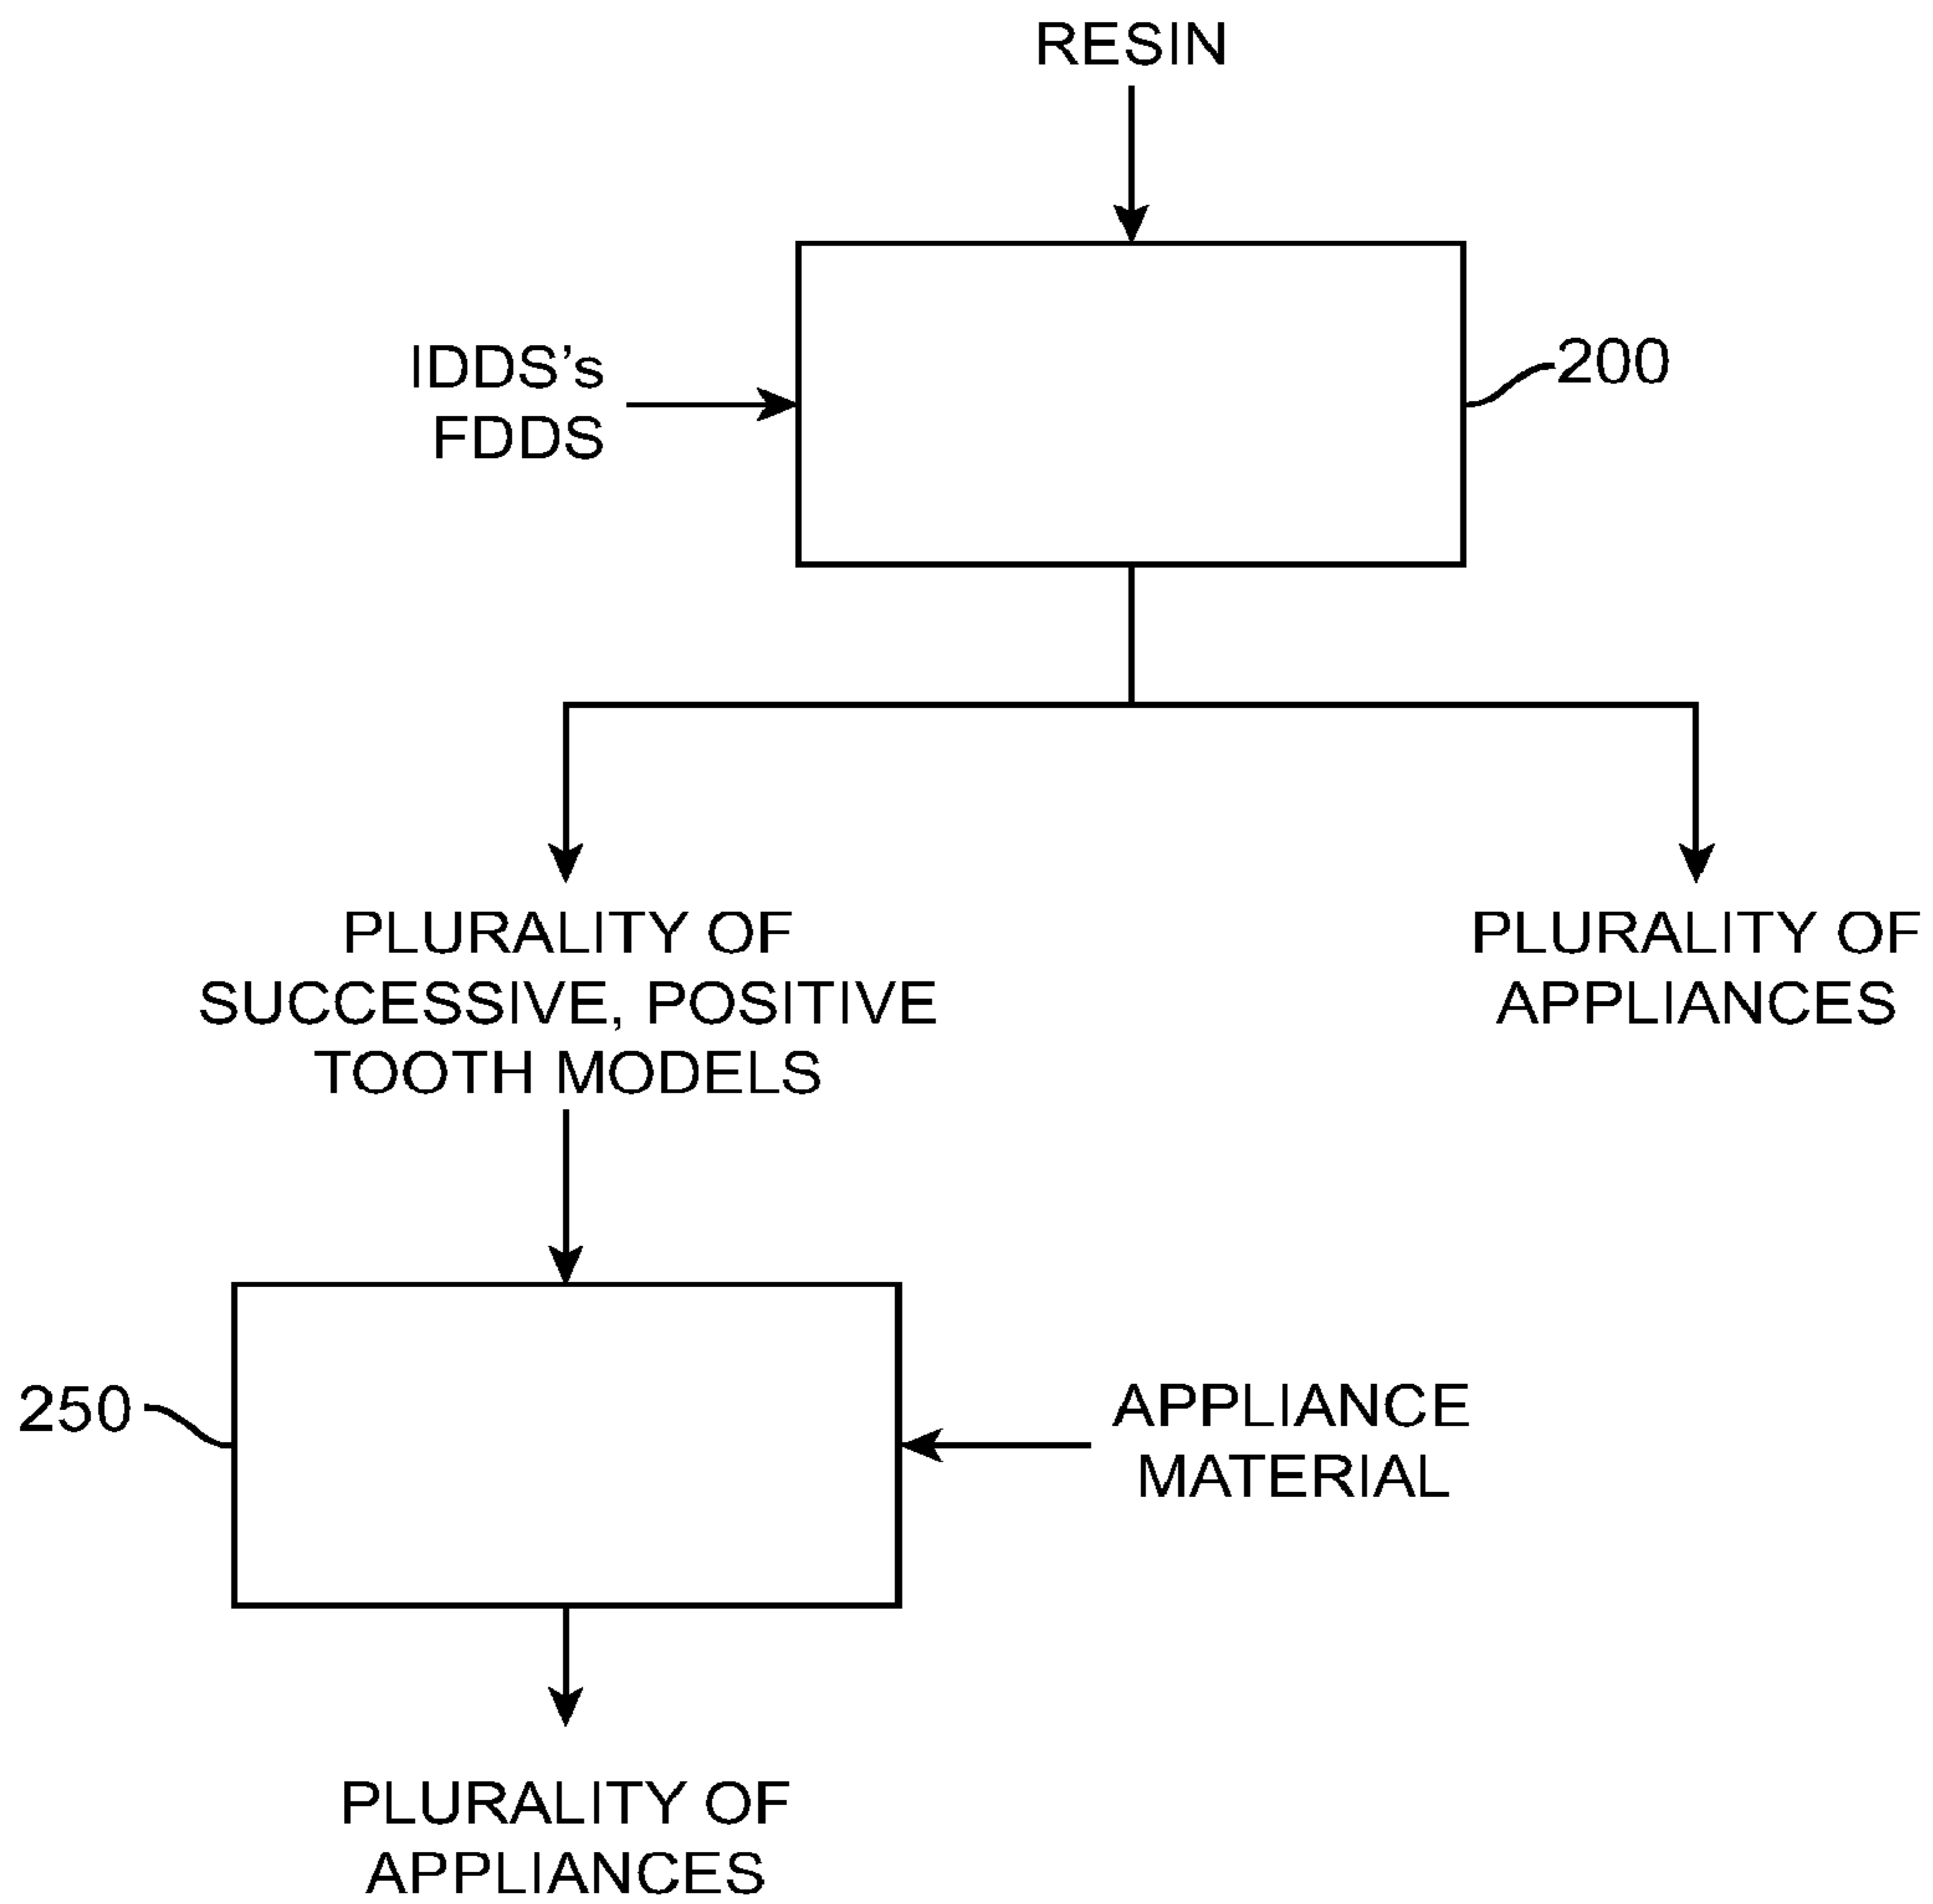 RESIN
IDDS's
FDDS
200
PLURALITY OF
SUCCESSIVE, POSITIVE
TOOTH MODELS
PLURALITY OF
APPLIANCES
250
APPLIANCE
MATERIAL
PLURALITY OF
APPLIANCES